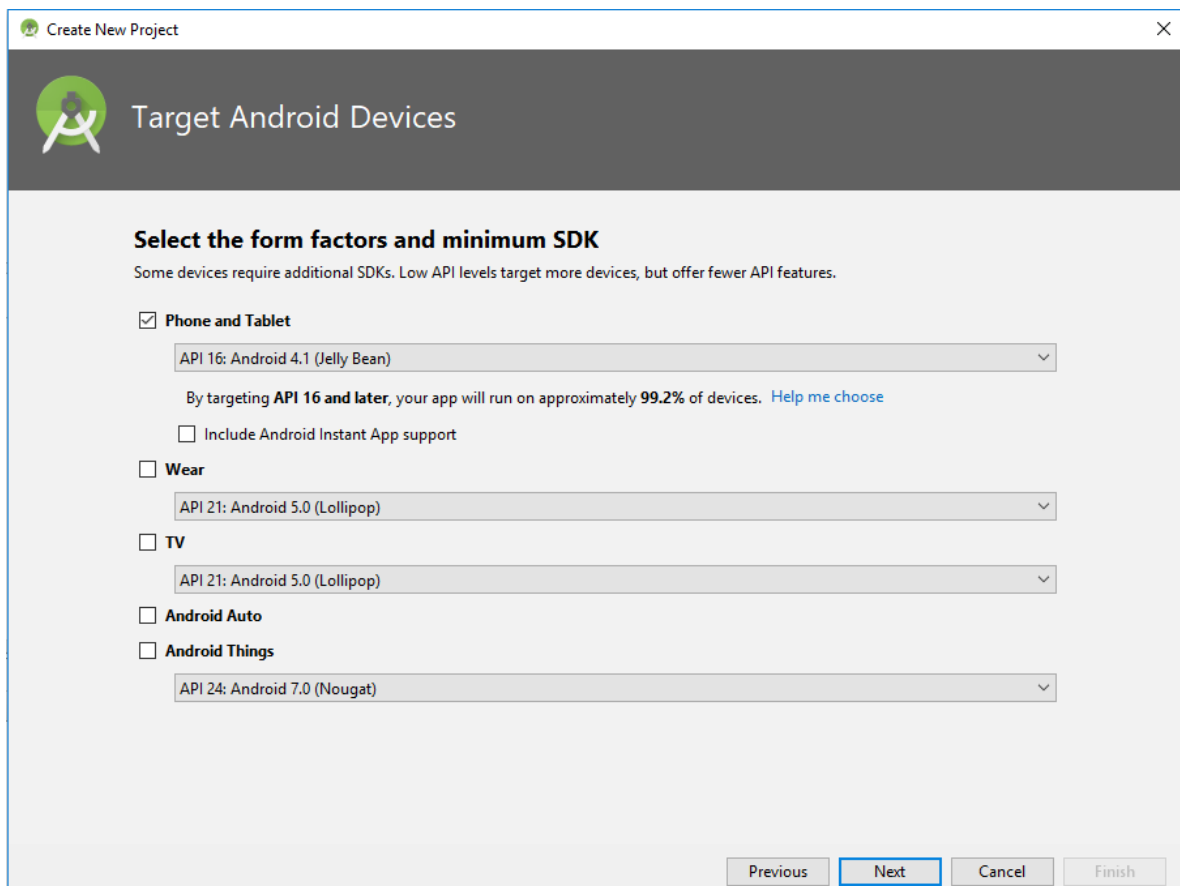 Create New Project
Target Android Devices
Select the form factors and minimum SDK
Some devices require additional SDKs. Low API levels target more devices, but offer fewer API features.
Phone and Tablet
API 16: Android 4.1 (Jelly Bean)
By targeting API 16 and later, your app will run on approximately 99.2% of devices. Help me choose
Include Android Instant App support
Wear
API 21: Android 5.0 (Lollipop)
TV
API 21: Android 5.0 (Lollipop)
Android Auto
Android Things
API 24: Android 7.0 (Nougat)
Previous Next Cancel Finish